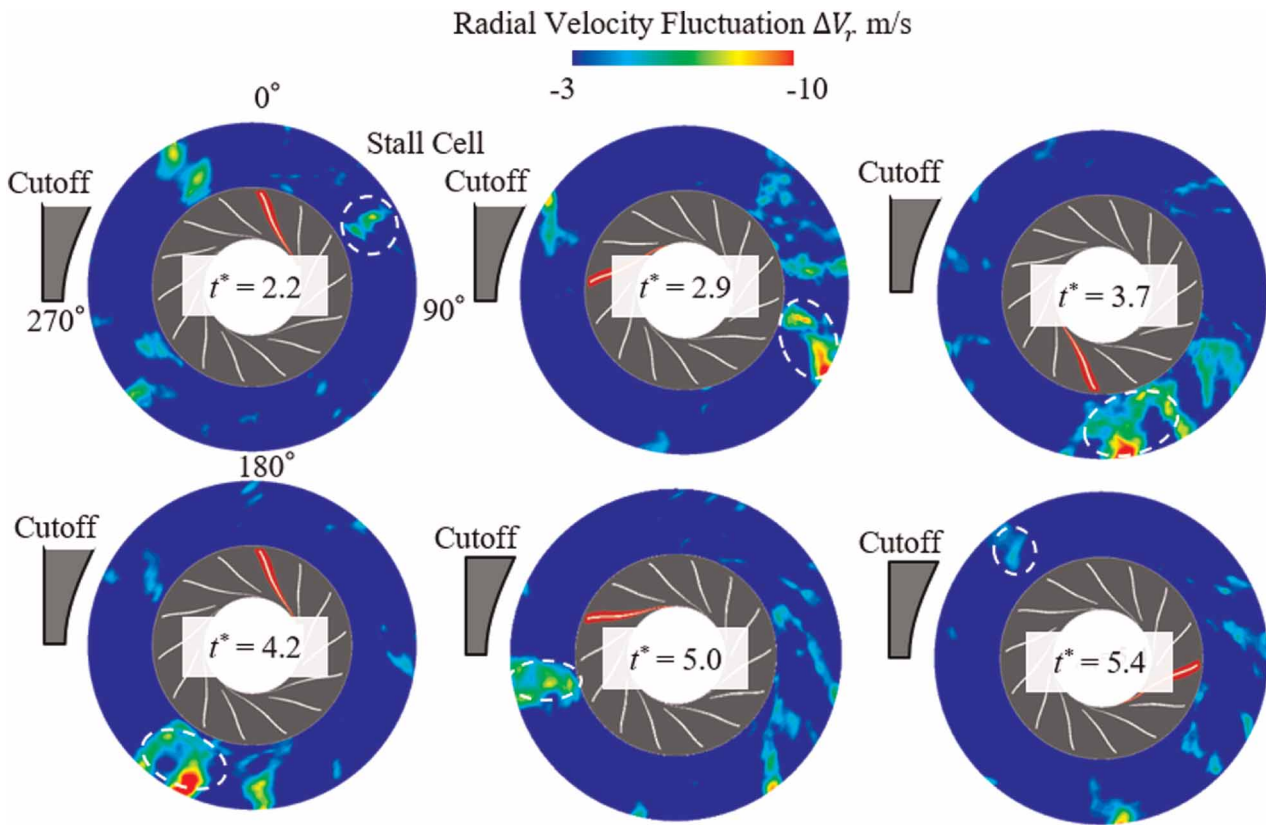 Radial Velocity Fluctuation ΔVr m/s
-3 -10
0°
Stall Cell
Cutoff Cutoff Cutoff
t* = 2.2 t* = 2.9 t* = 3.7
270° 90°
180°
Cutoff Cutoff Cutoff
t* = 4.2 t* = 5.0 t* = 5.4